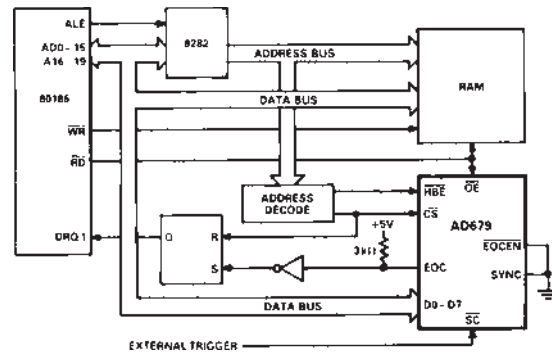 ALE
8282
AD0 - 15
A16 - 19
ADDRESS BUS
RAM
80186
DATA BUS
WR
RD
ADDRESS DECODE
HBE
OE
CS
AD679
+5V
3kΩ
EOCEN
DRQ 1
Q
R
S
EOC
SYNC
DATA BUS
D0 - D7
SC
EXTERNAL TRIGGER